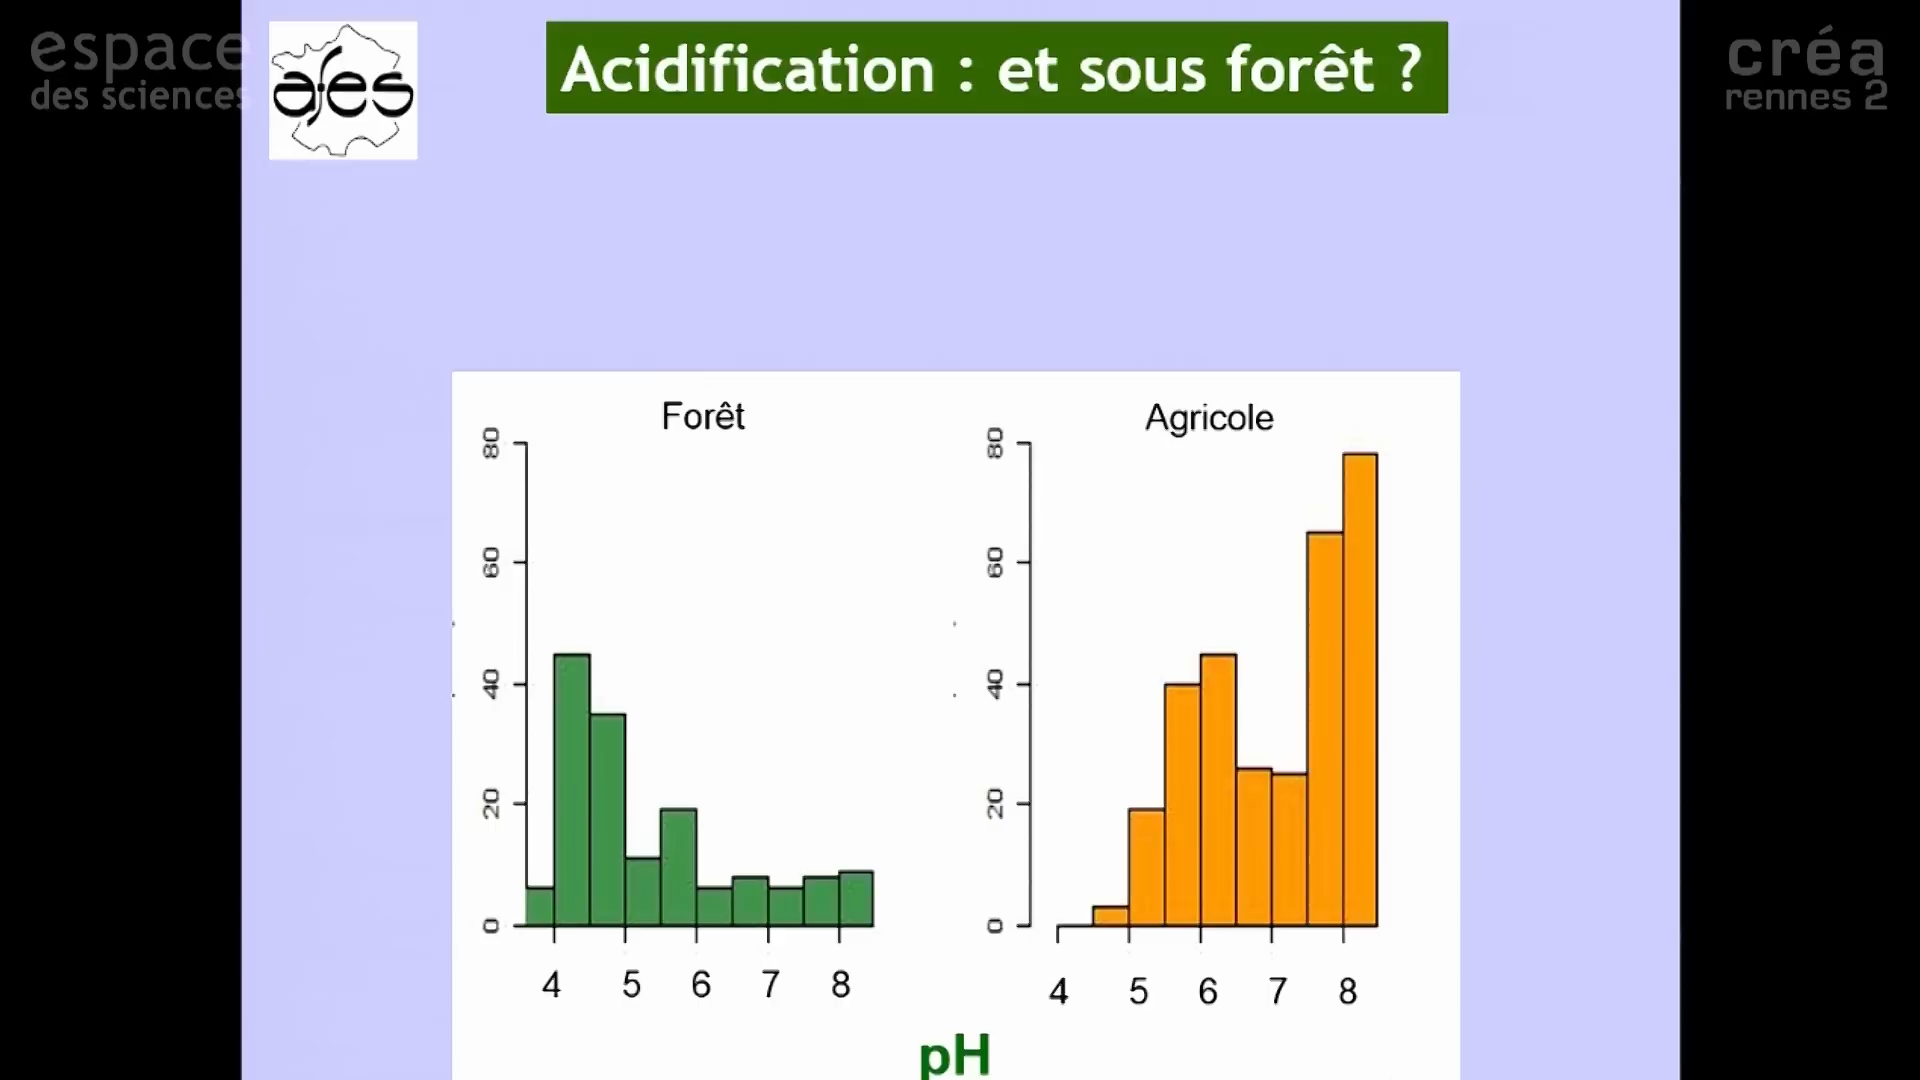 espace
des sciences
afes
Acidification : et sous forêt ?
créa
rennes 2
Forêt
80
60
40
20
0
4 5 6 7 8
Agricole
80
60
40
20
0
4 5 6 7 8
pH